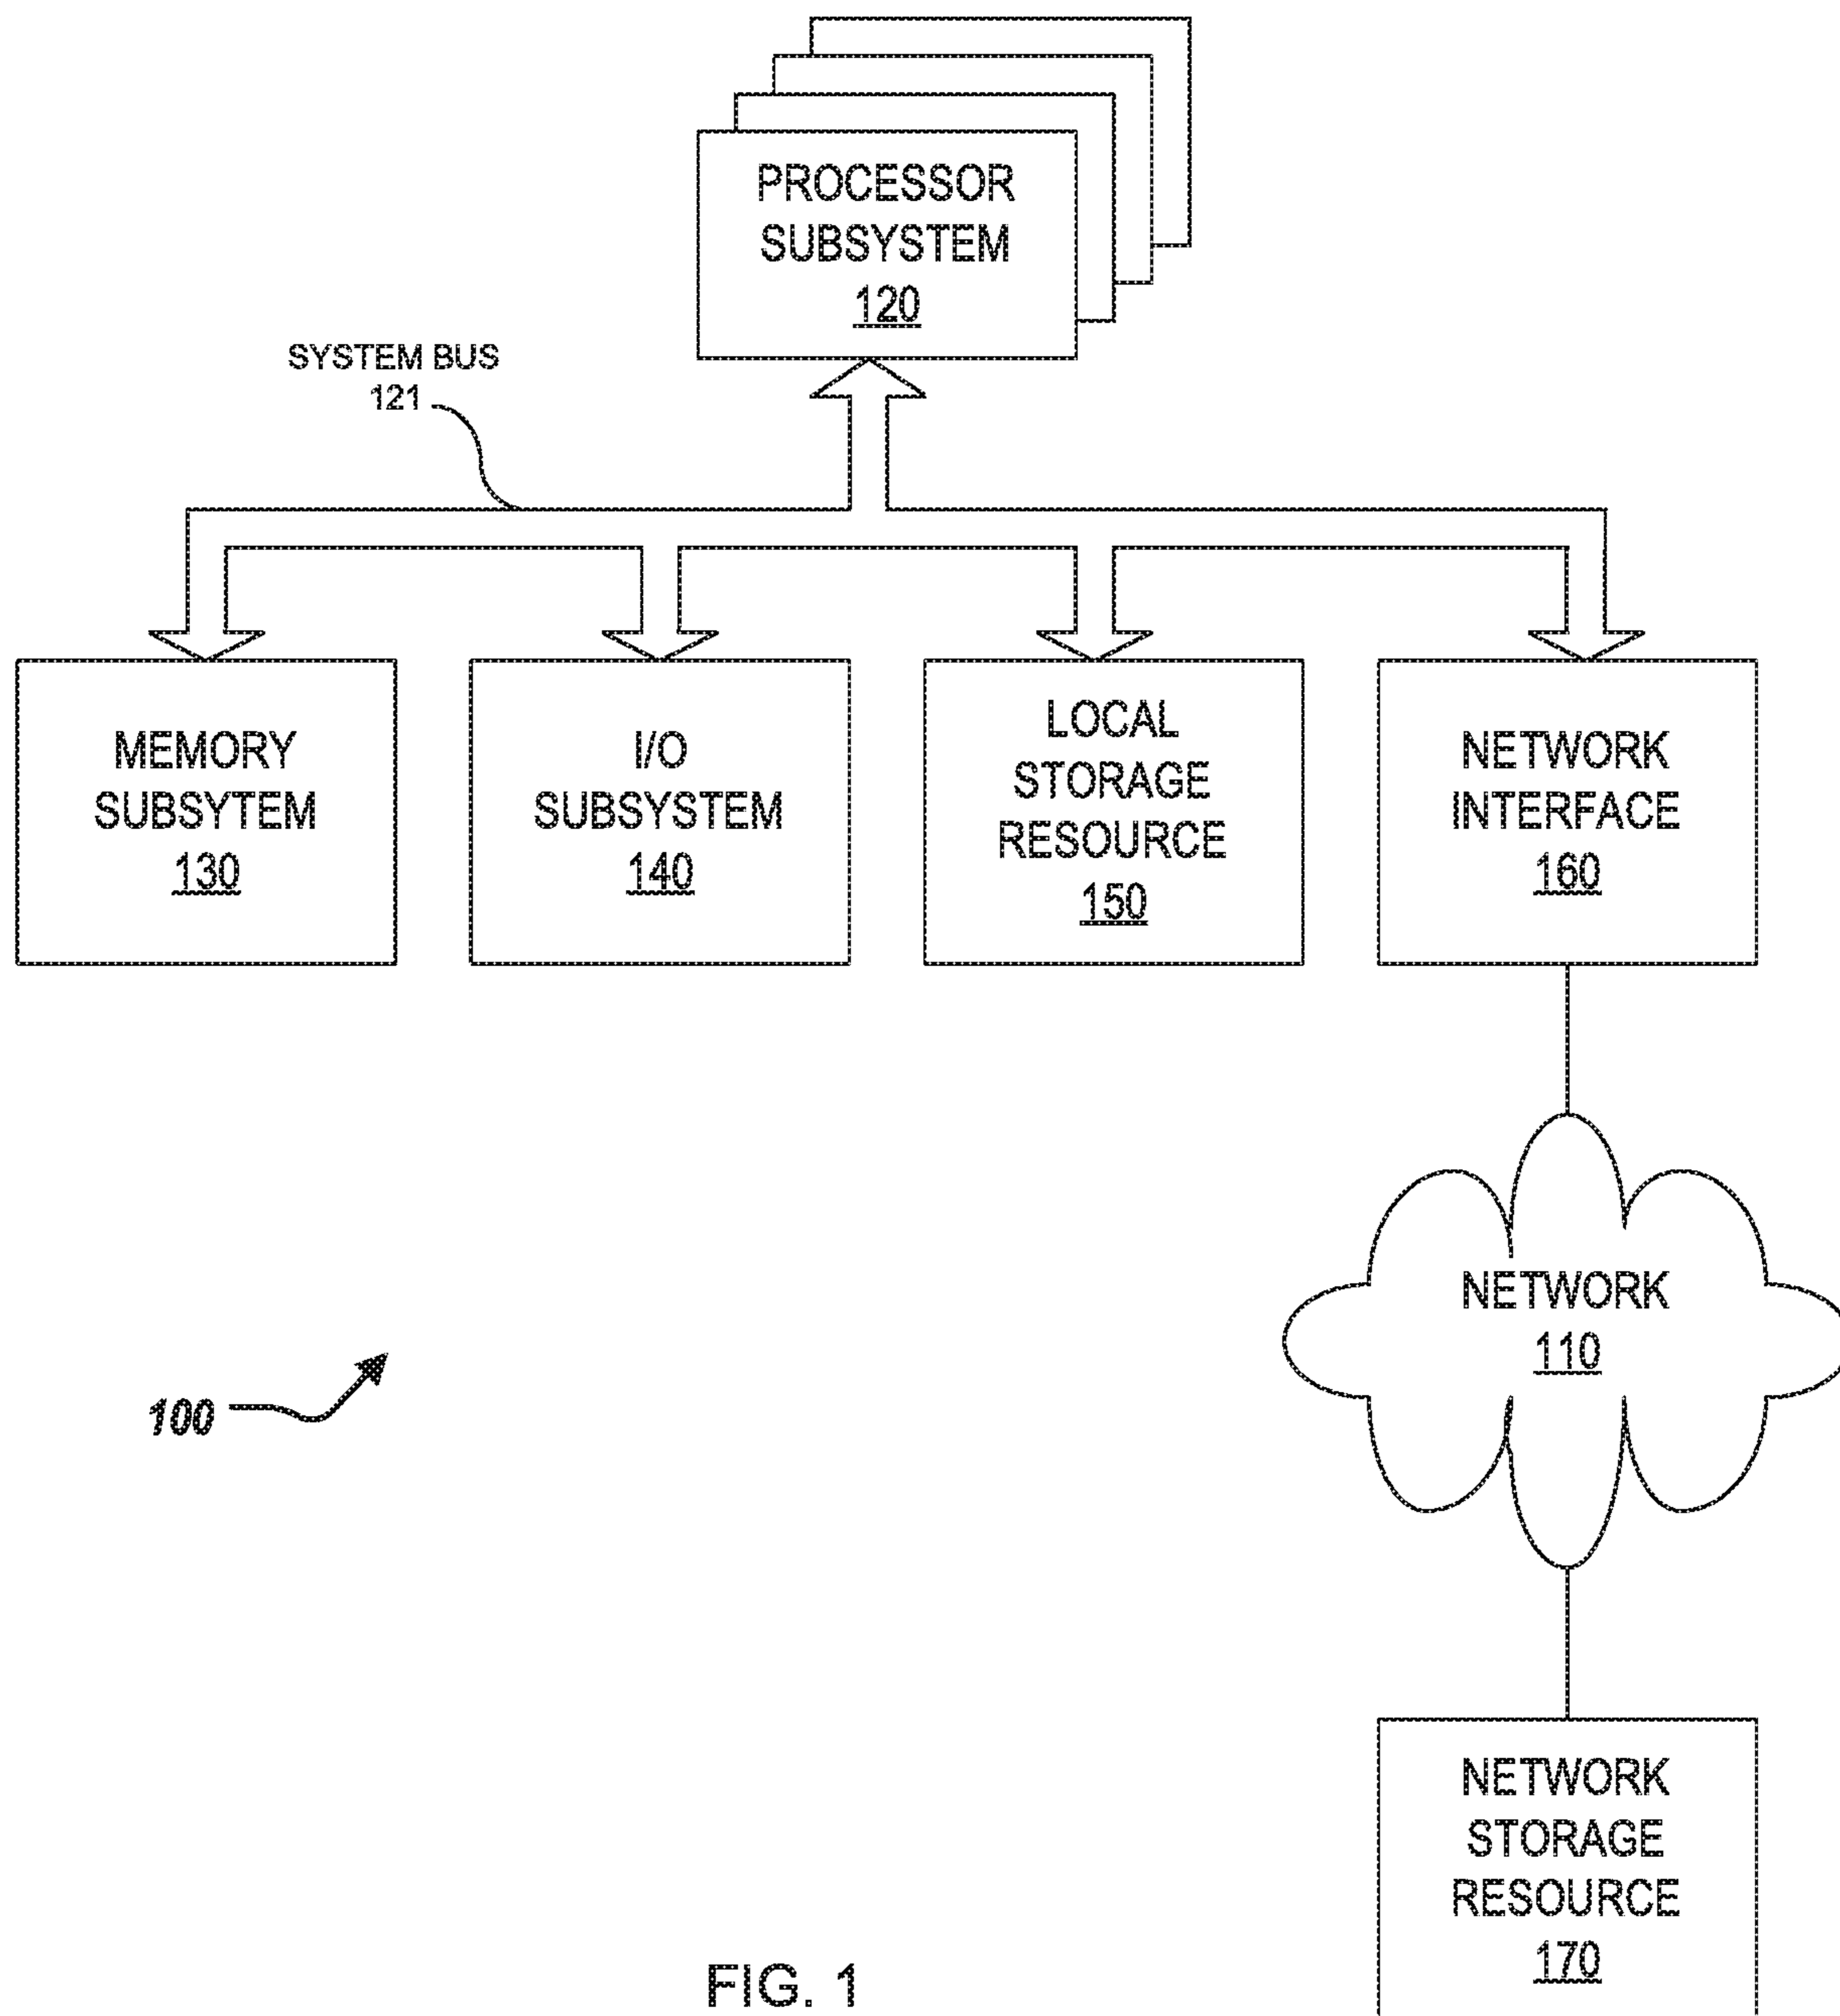 PROCESSOR
SUBSYSTEM
120
SYSTEM BUS
121
MEMORY
SUBSYTEM
130
I/O
SUBSYSTEM
140
LOCAL
STORAGE
RESOURCE
150
NETWORK
INTERFACE
160
NETWORK
110
100
NETWORK
STORAGE
RESOURCE
170
FIG. 1